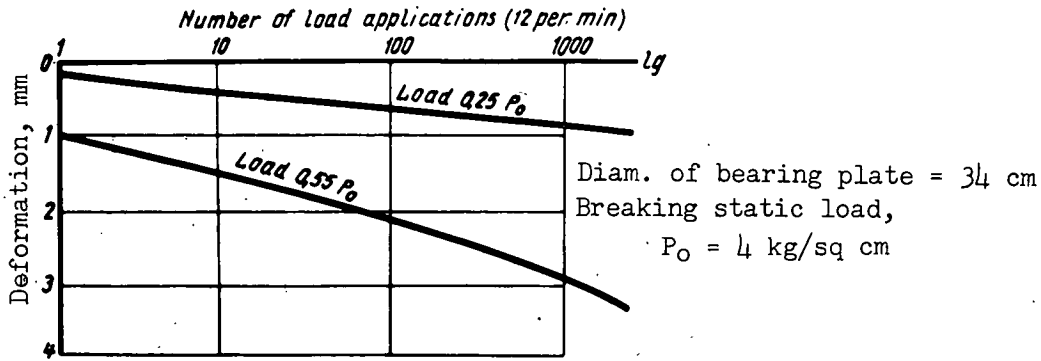 Number of load applications (12 per. min)
1 10 100 1000 lg
0
1
2
3
4
Deformation, mm
Load 0,25 P₀
Load 0,55 P₀
Diam. of bearing plate = 34 cm
Breaking static load,
P₀ = 4 kg/sq cm